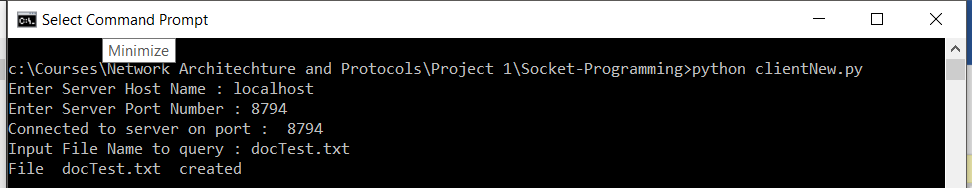 Select Command Prompt
Minimize
c:\Courses\Network Architechture and Protocols\Project 1\Socket-Programming>python clientNew.py
Enter Server Host Name : localhost
Enter Server Port Number : 8794
Connected to server on port :  8794
Input File Name to query : docTest.txt
File  docTest.txt  created